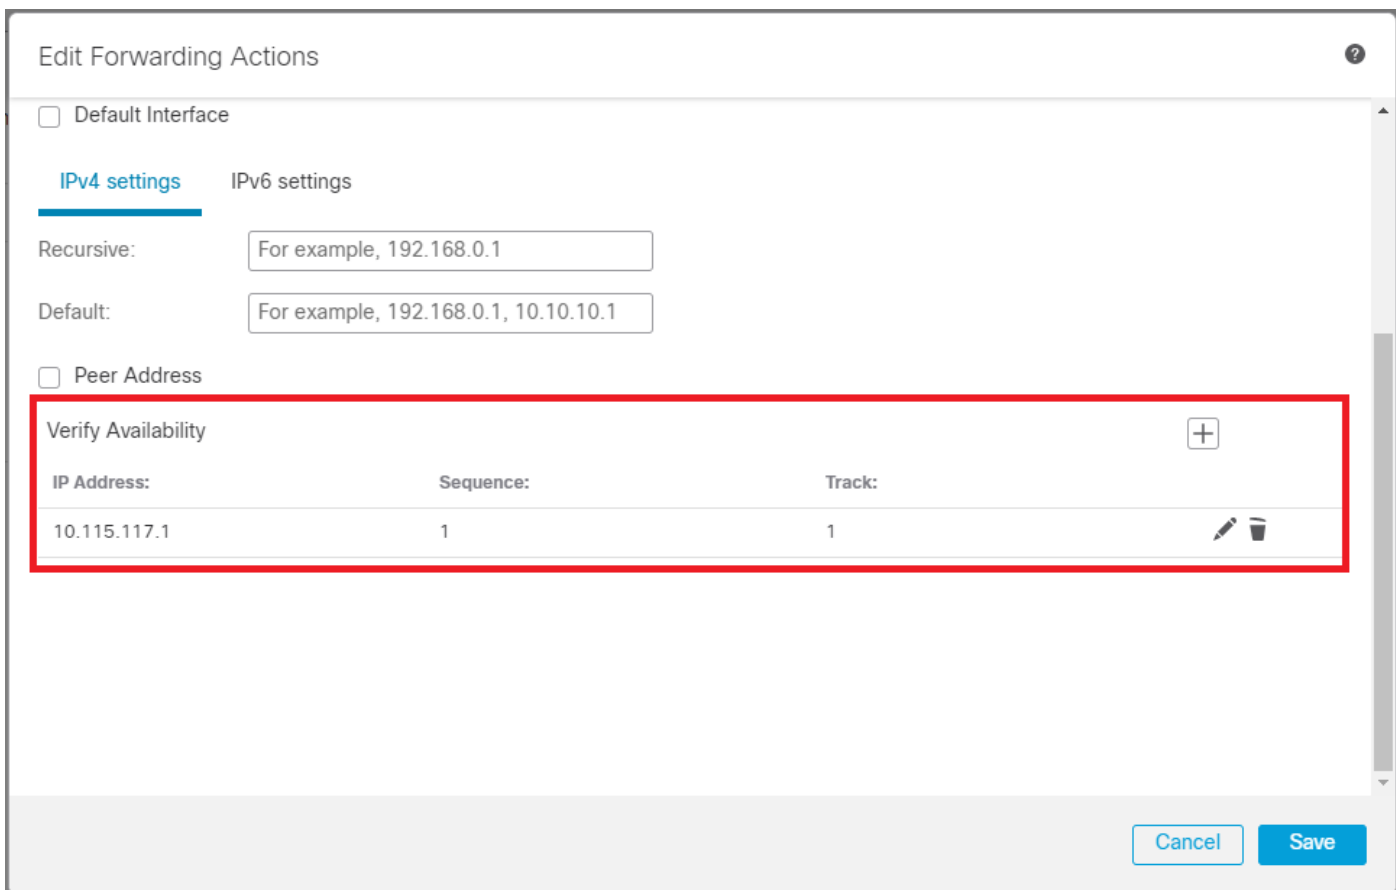 Edit Forwarding Actions
Default Interface
IPv4 settings IPv6 settings
Recursive: For example, 192.168.0.1
Default: For example, 192.168.0.1, 10.10.10.1
Peer Address
Verify Availability
IP Address: Sequence: Track:
10.115.117.1 1 1
Cancel Save